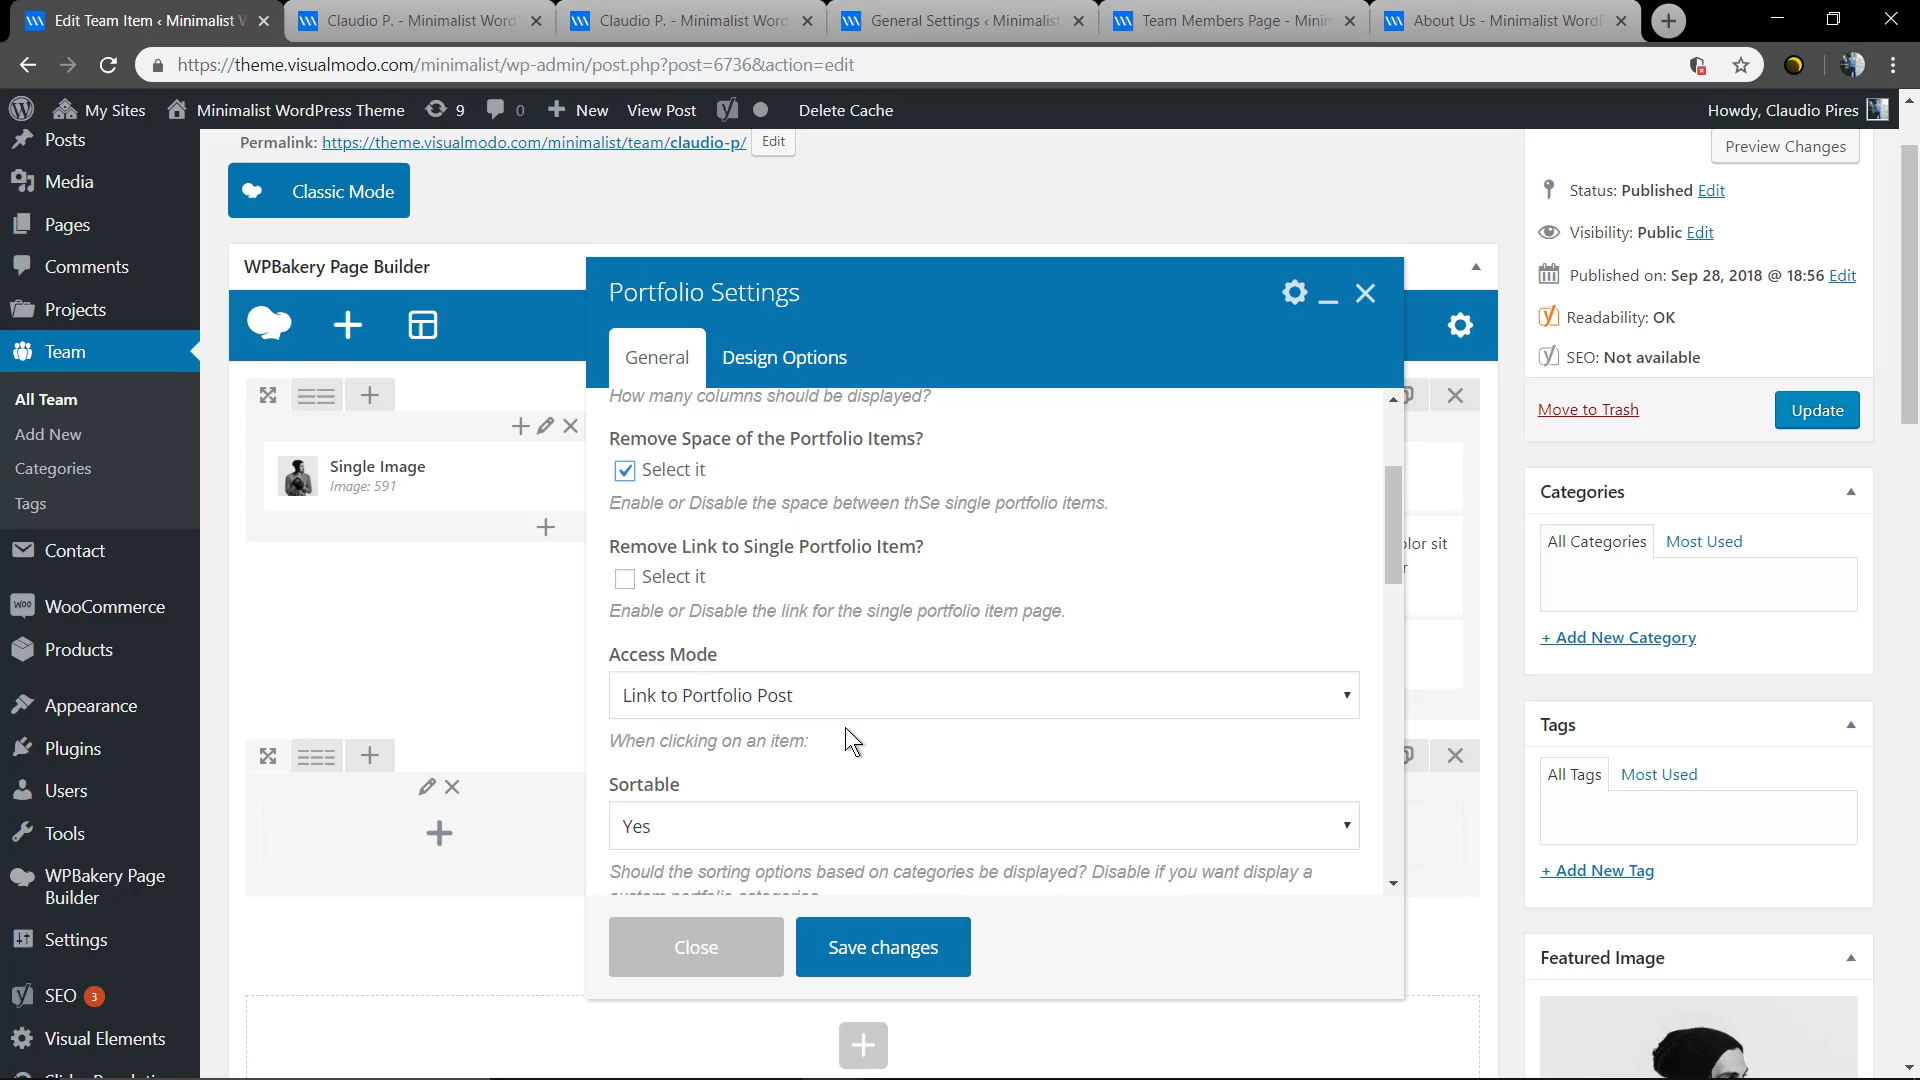 Edit Team Item ‹ Minimalist W
Claudio P. - Minimalist Word
Claudio P. - Minimalist Word
General Settings ‹ Minimalist
Team Members Page - Minim
About Us - Minimalist WordP
https://theme.visualmodo.com/minimalist/wp-admin/post.php?post=6736&action=edit
My Sites
Minimalist WordPress Theme
9
0
New
View Post
Delete Cache
Howdy, Claudio Pires
Posts
Media
Pages
Comments
Projects
Team
All Team
Add New
Categories
Tags
Contact
WooCommerce
Products
Appearance
Plugins
Users
Tools
WPBakery Page
Builder
Settings
SEO 3
Visual Elements
Permalink: https://theme.visualmodo.com/minimalist/team/claudio-p/ Edit
Classic Mode
WPBakery Page Builder
Single Image
Image: 591
Portfolio Settings
General
Design Options
How many columns should be displayed?
Remove Space of the Portfolio Items?
Select it
Enable or Disable the space between thSe single portfolio items.
Remove Link to Single Portfolio Item?
Select it
Enable or Disable the link for the single portfolio item page.
Access Mode
Link to Portfolio Post
When clicking on an item:
Sortable
Yes
Should the sorting options based on categories be displayed? Disable if you want display a
Close
Save changes
olor sit
Preview Changes
Status: Published Edit
Visibility: Public Edit
Published on: Sep 28, 2018 @ 18:56 Edit
Readability: OK
SEO: Not available
Move to Trash
Update
Categories
All Categories
Most Used
+ Add New Category
Tags
All Tags
Most Used
+ Add New Tag
Featured Image